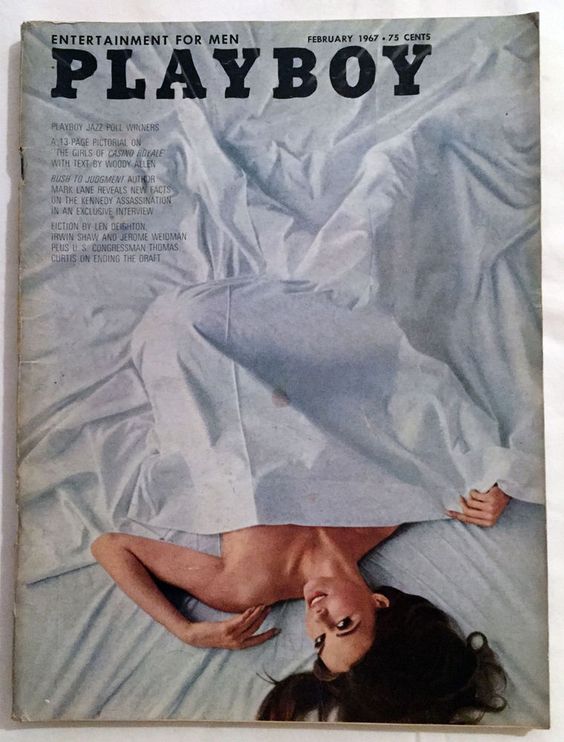 ENTERTAINMENT FOR MEN
FEBRUARY 1967 • 75 CENTS
PLAYBOY
PLAYBOY JAZZ POLL WINNERS
A 13-PAGE PICTORIAL ON
"THE GIRLS OF CASINO ROYALE"
WITH TEXT BY WOODY ALLEN
RUSH TO JUDGMENT AUTHOR
MARK LANE REVEALS NEW FACTS
ON THE KENNEDY ASSASSINATION
IN AN EXCLUSIVE INTERVIEW
FICTION BY LEN DEIGHTON,
IRWIN SHAW AND JEROME WEIDMAN
PLUS U. S. CONGRESSMAN THOMAS
CURTIS ON ENDING THE DRAFT